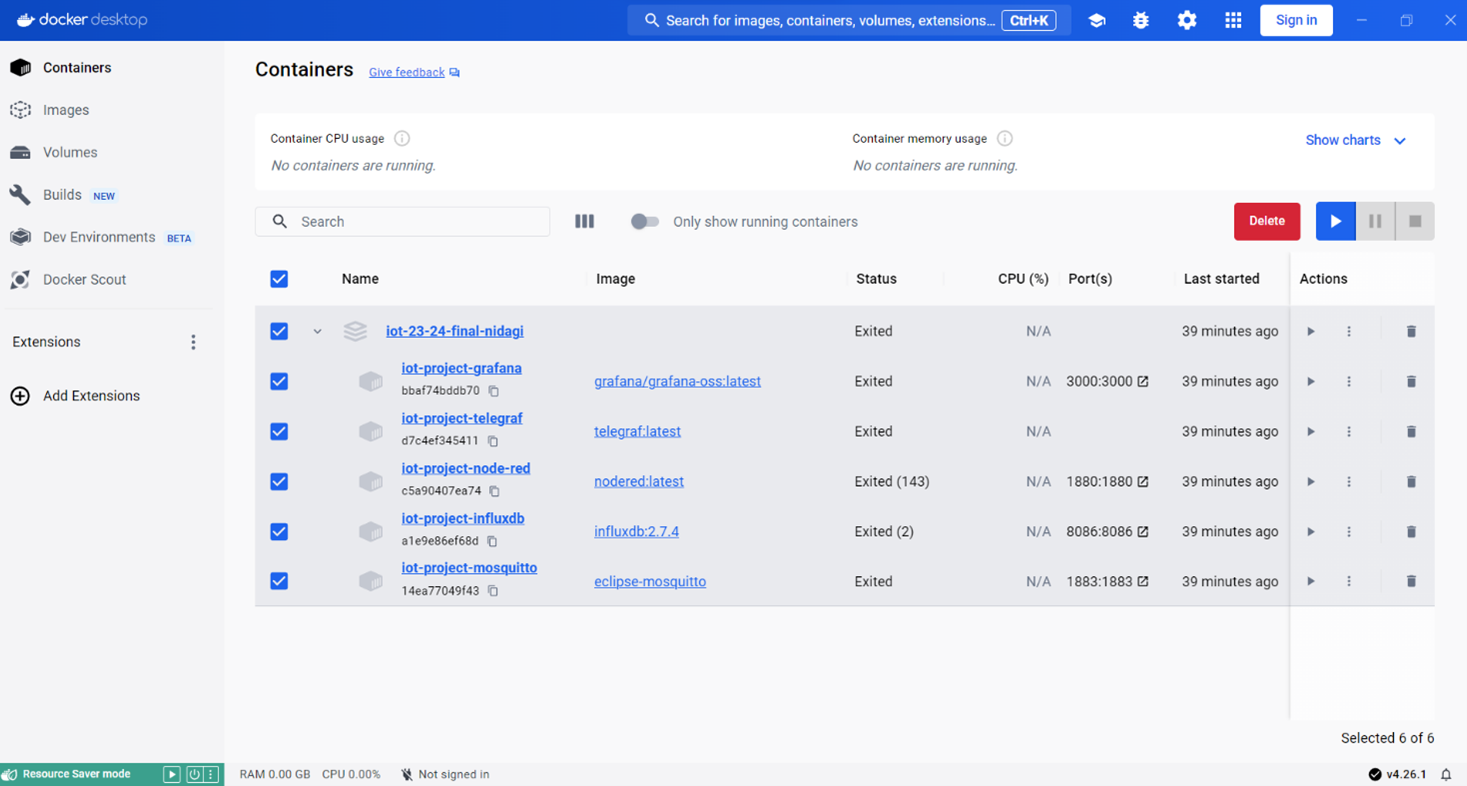 docker desktop
Search for images, containers, volumes, extensions... Ctrl+K
Sign in
Containers
Images
Volumes
Builds NEW
Dev Environments BETA
Docker Scout
Extensions
Add Extensions
Containers Give feedback
Container CPU usage
No containers are running.
Container memory usage
No containers are running.
Show charts
Search
Only show running containers
Delete
Name Image Status CPU (%) Port(s) Last started Actions
iot-23-24-final-nidagi Exited N/A 39 minutes ago
iot-project-grafana
bbaf74bddb70
grafana/grafana-oss:latest Exited N/A 3000:3000 39 minutes ago
iot-project-telegraf
d7c4ef345411
telegraf:latest Exited N/A 39 minutes ago
iot-project-node-red
c5a90407ea74
nodered:latest Exited (143) N/A 1880:1880 39 minutes ago
iot-project-influxdb
a1e9e86ef68d
influxdb:2.7.4 Exited (2) N/A 8086:8086 39 minutes ago
iot-project-mosquitto
14ea77049f43
eclipse-mosquitto Exited N/A 1883:1883 39 minutes ago
Selected 6 of 6
Resource Saver mode
RAM 0.00 GB CPU 0.00% Not signed in
v4.26.1